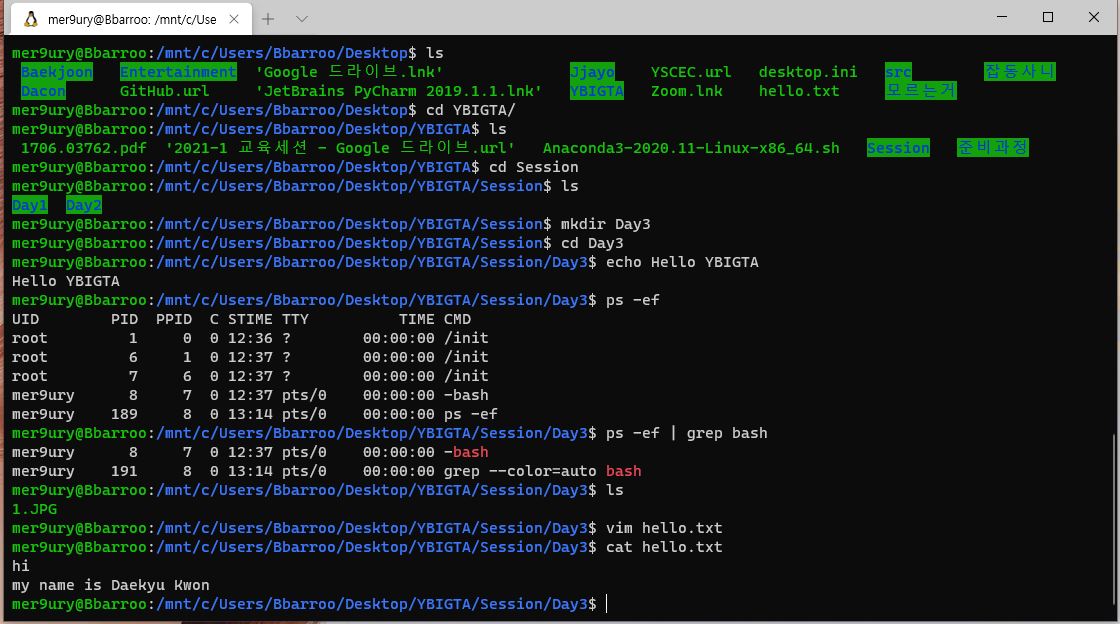 mer9ury@Bbarroo: /mnt/c/Use
mer9ury@Bbarroo:/mnt/c/Users/Bbarroo/Desktop$ ls
Baekjoon Entertainment 'Google 드라이브.lnk' Jjayo YSCEC.url desktop.ini src 잡동사니
Dacon GitHub.url 'JetBrains PyCharm 2019.1.1.lnk' YBIGTA Zoom.lnk hello.txt 모르는거
mer9ury@Bbarroo:/mnt/c/Users/Bbarroo/Desktop$ cd YBIGTA/
mer9ury@Bbarroo:/mnt/c/Users/Bbarroo/Desktop/YBIGTA$ ls
1706.03762.pdf '2021-1 교육세션 - Google 드라이브.url' Anaconda3-2020.11-Linux-x86_64.sh Session 준비과정
mer9ury@Bbarroo:/mnt/c/Users/Bbarroo/Desktop/YBIGTA$ cd Session
mer9ury@Bbarroo:/mnt/c/Users/Bbarroo/Desktop/YBIGTA/Session$ ls
Day1 Day2
mer9ury@Bbarroo:/mnt/c/Users/Bbarroo/Desktop/YBIGTA/Session$ mkdir Day3
mer9ury@Bbarroo:/mnt/c/Users/Bbarroo/Desktop/YBIGTA/Session$ cd Day3
mer9ury@Bbarroo:/mnt/c/Users/Bbarroo/Desktop/YBIGTA/Session/Day3$ echo Hello YBIGTA
Hello YBIGTA
mer9ury@Bbarroo:/mnt/c/Users/Bbarroo/Desktop/YBIGTA/Session/Day3$ ps -ef
UID PID PPID C STIME TTY TIME CMD
root 1 0 0 12:36 ? 00:00:00 /init
root 6 1 0 12:37 ? 00:00:00 /init
root 7 6 0 12:37 ? 00:00:00 /init
mer9ury 8 7 0 12:37 pts/0 00:00:00 -bash
mer9ury 189 8 0 13:14 pts/0 00:00:00 ps -ef
mer9ury@Bbarroo:/mnt/c/Users/Bbarroo/Desktop/YBIGTA/Session/Day3$ ps -ef | grep bash
mer9ury 8 7 0 12:37 pts/0 00:00:00 -bash
mer9ury 191 8 0 13:14 pts/0 00:00:00 grep --color=auto bash
mer9ury@Bbarroo:/mnt/c/Users/Bbarroo/Desktop/YBIGTA/Session/Day3$ ls
1.JPG
mer9ury@Bbarroo:/mnt/c/Users/Bbarroo/Desktop/YBIGTA/Session/Day3$ vim hello.txt
mer9ury@Bbarroo:/mnt/c/Users/Bbarroo/Desktop/YBIGTA/Session/Day3$ cat hello.txt
hi
my name is Daekyu Kwon
mer9ury@Bbarroo:/mnt/c/Users/Bbarroo/Desktop/YBIGTA/Session/Day3$